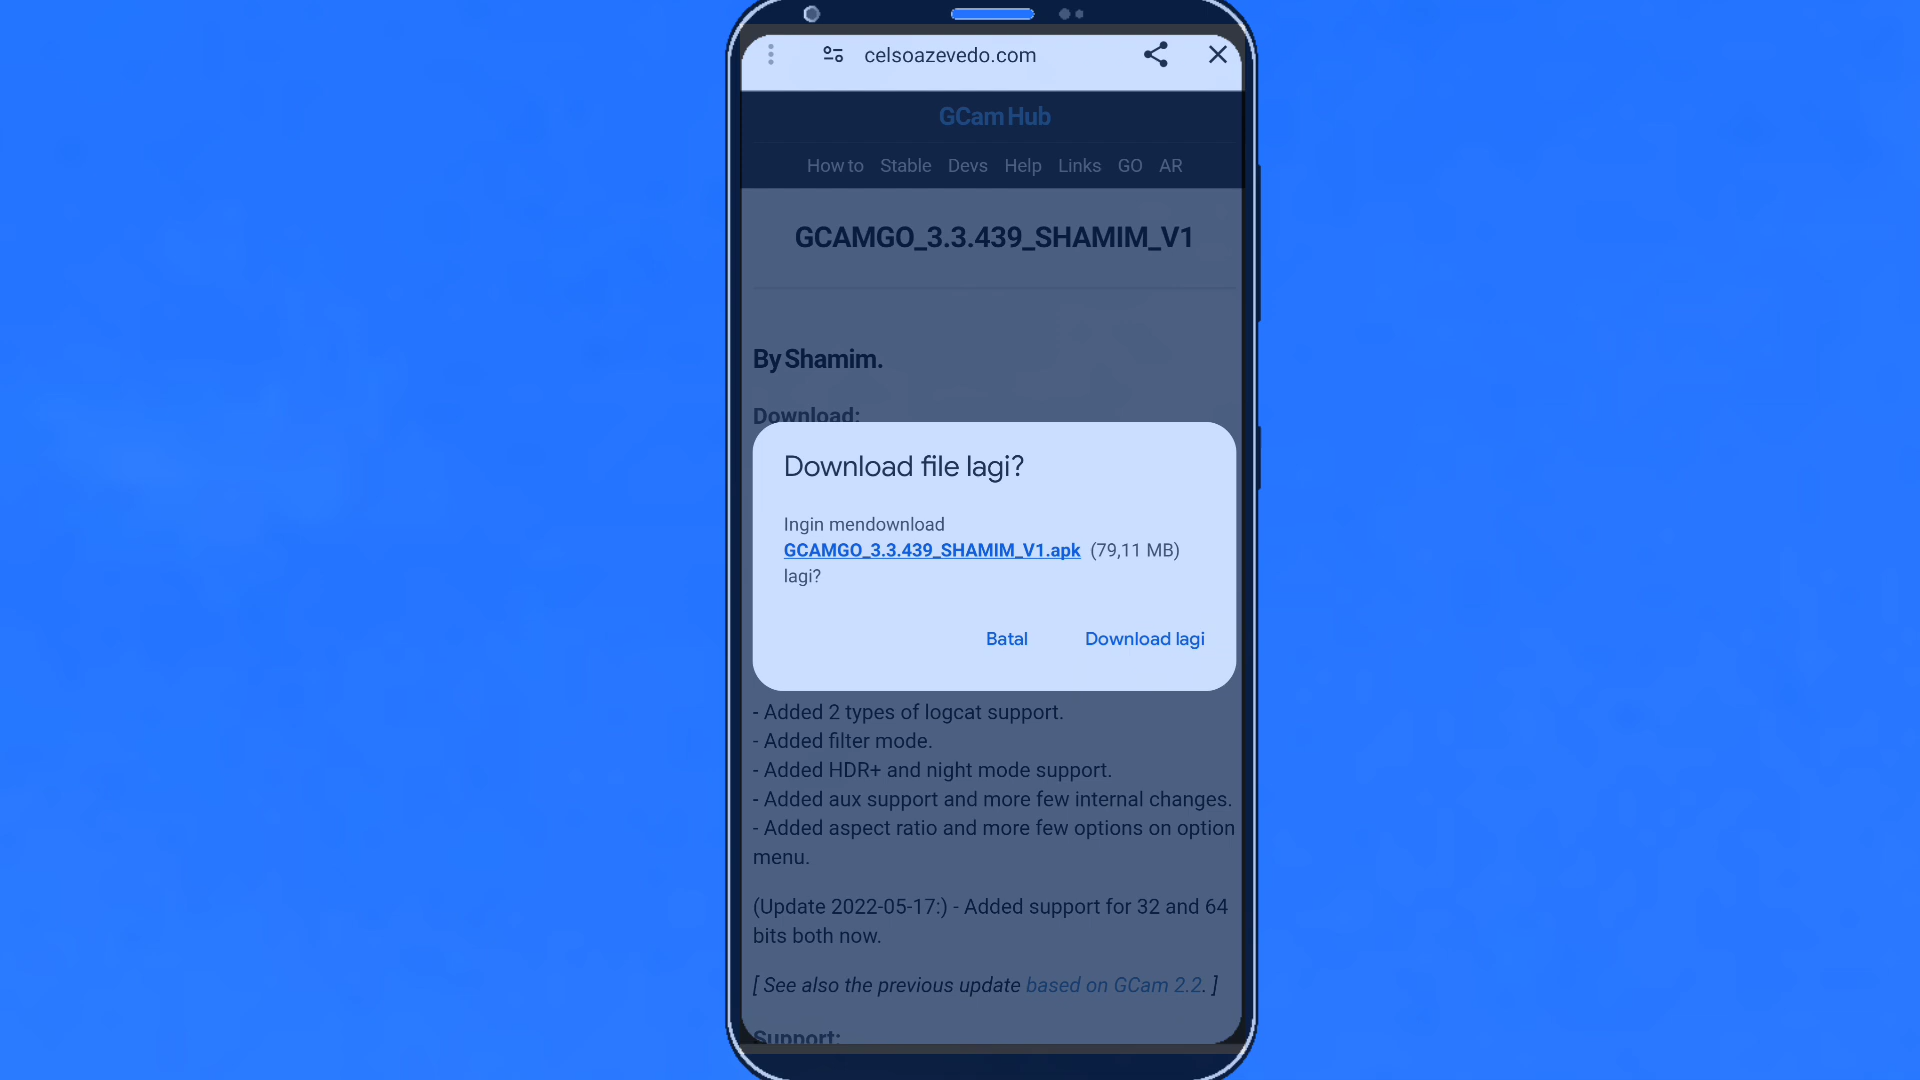 celsoazevedo.com
GCam Hub
How to Stable Devs Help Links GO AR
GCAMGO_3.3.439_SHAMIM_V1
By Shamim.
Download:
Download file lagi?
Ingin mendownload
GCAMGO_3.3.439_SHAMIM_V1.apk (79,11 MB)
lagi?
Batal Download lagi
- Added 2 types of logcat support.
- Added filter mode.
- Added HDR+ and night mode support.
- Added aux support and more few internal changes.
- Added aspect ratio and more few options on option
menu.
(Update 2022-05-17:) - Added support for 32 and 64
bits both now.
[ See also the previous update based on GCam 2.2. ]
Support: